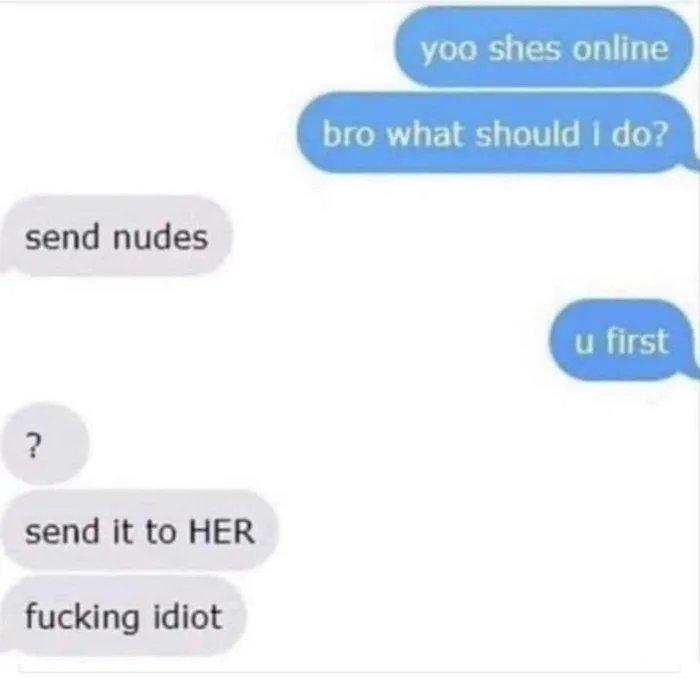 yoo shes online
bro what should i do?
send nudes
u first
?
send it to HER
fucking idiot